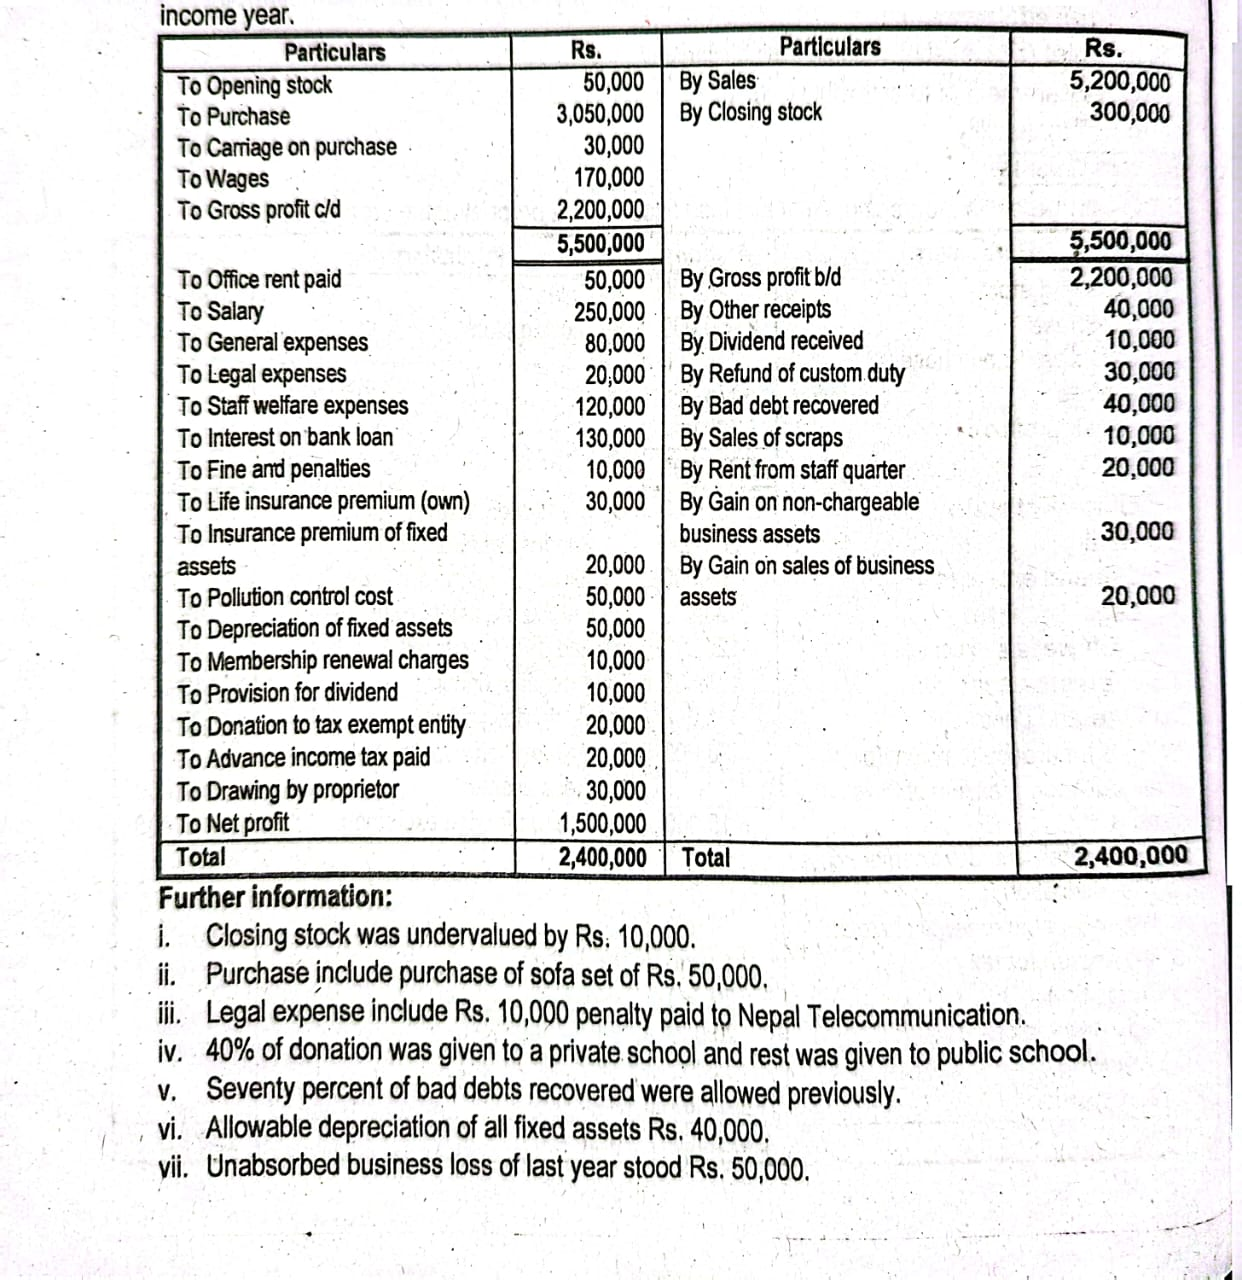 income year.
Particulars Rs. Particulars Rs.
To Opening stock 50,000 By Sales 5,200,000
To Purchase 3,050,000 By Closing stock 300,000
To Carriage on purchase 30,000
To Wages 170,000
To Gross profit c/d 2,200,000
5,500,000 5,500,000
To Office rent paid 50,000 By Gross profit b/d 2,200,000
To Salary 250,000 By Other receipts 40,000
To General expenses 80,000 By Dividend received 10,000
To Legal expenses 20,000 By Refund of custom duty 30,000
To Staff welfare expenses 120,000 By Bad debt recovered 40,000
To Interest on bank loan 130,000 By Sales of scraps 10,000
To Fine and penalties 10,000 By Rent from staff quarter 20,000
To Life insurance premium (own) 30,000 By Gain on non-chargeable
To Insurance premium of fixed business assets 30,000
assets 20,000 By Gain on sales of business
To Pollution control cost 50,000 assets 20,000
To Depreciation of fixed assets 50,000
To Membership renewal charges 10,000
To Provision for dividend 10,000
To Donation to tax exempt entity 20,000
To Advance income tax paid 20,000
To Drawing by proprietor 30,000
To Net profit 1,500,000
Total 2,400,000 Total 2,400,000
Further information:
i. Closing stock was undervalued by Rs. 10,000.
ii. Purchase include purchase of sofa set of Rs. 50,000.
iii. Legal expense include Rs. 10,000 penalty paid to Nepal Telecommunication.
iv. 40% of donation was given to a private school and rest was given to public school.
v. Seventy percent of bad debts recovered were allowed previously.
vi. Allowable depreciation of all fixed assets Rs. 40,000.
vii. Unabsorbed business loss of last year stood Rs. 50,000.